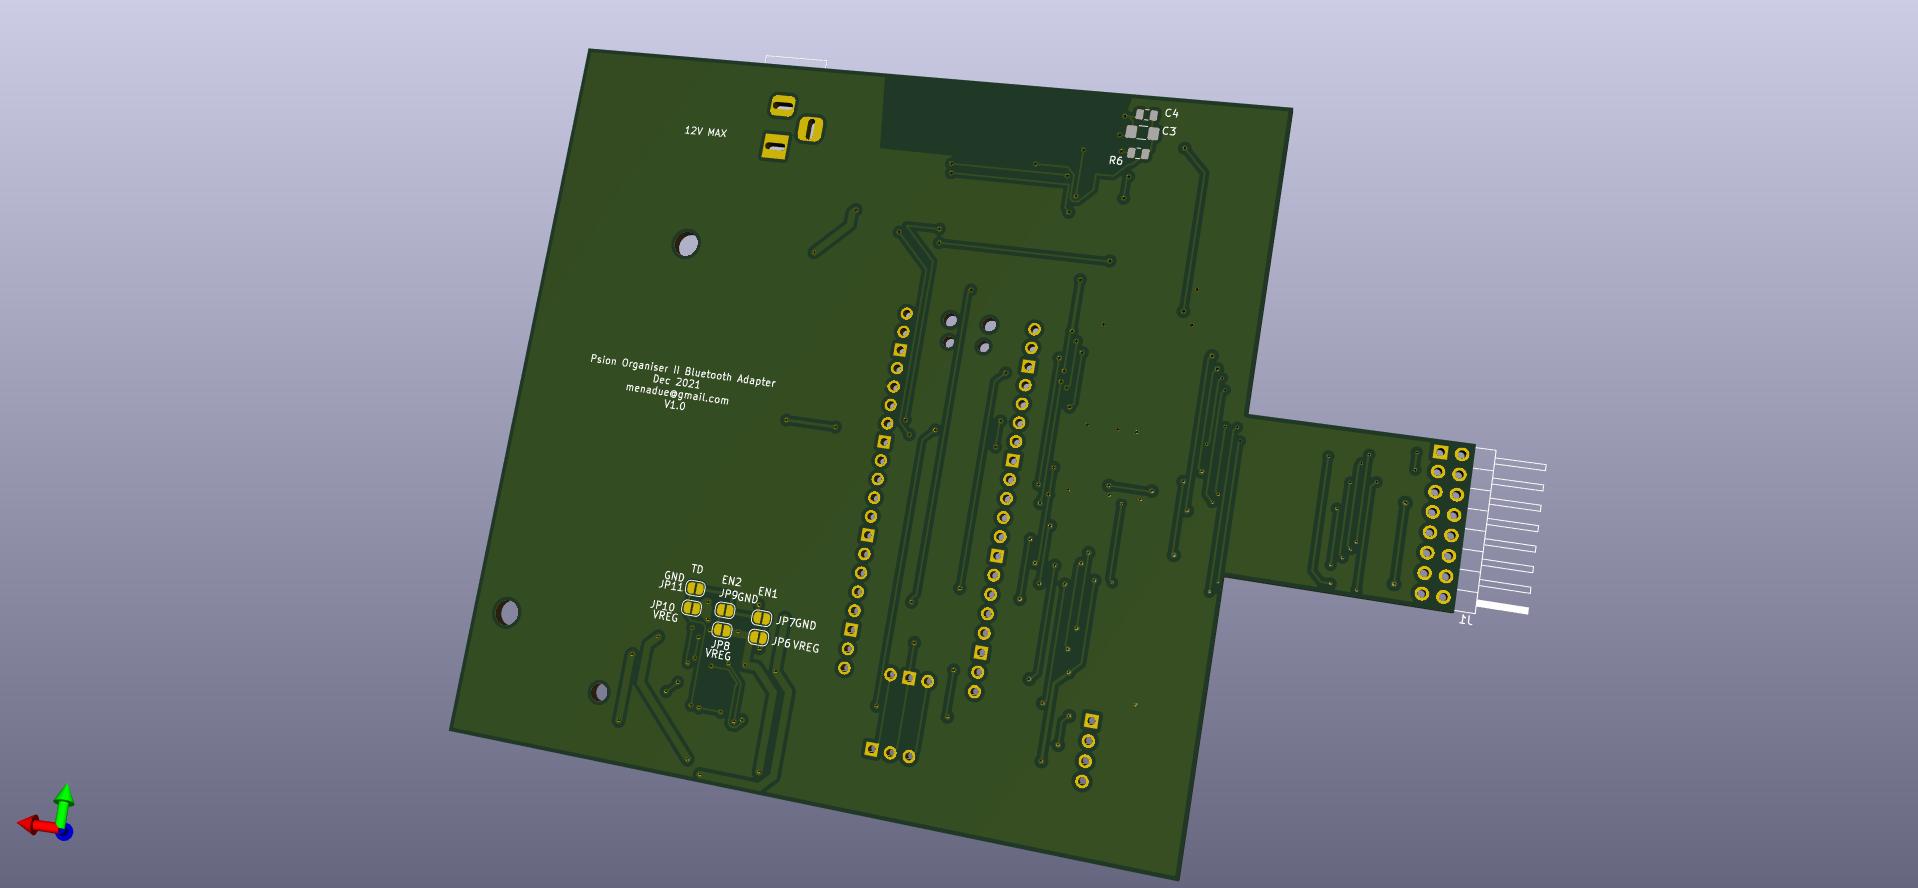 C4
C3
R6
12V MAX
Psion Organiser II Bluetooth Adapter
Dec 2021
menadue@gmail.com
V1.0
TD
GND
JP11
EN2
JP9GND
EN1
JP10
VREG
JP7GND
JP8
VREG
JP6 VREG
J1